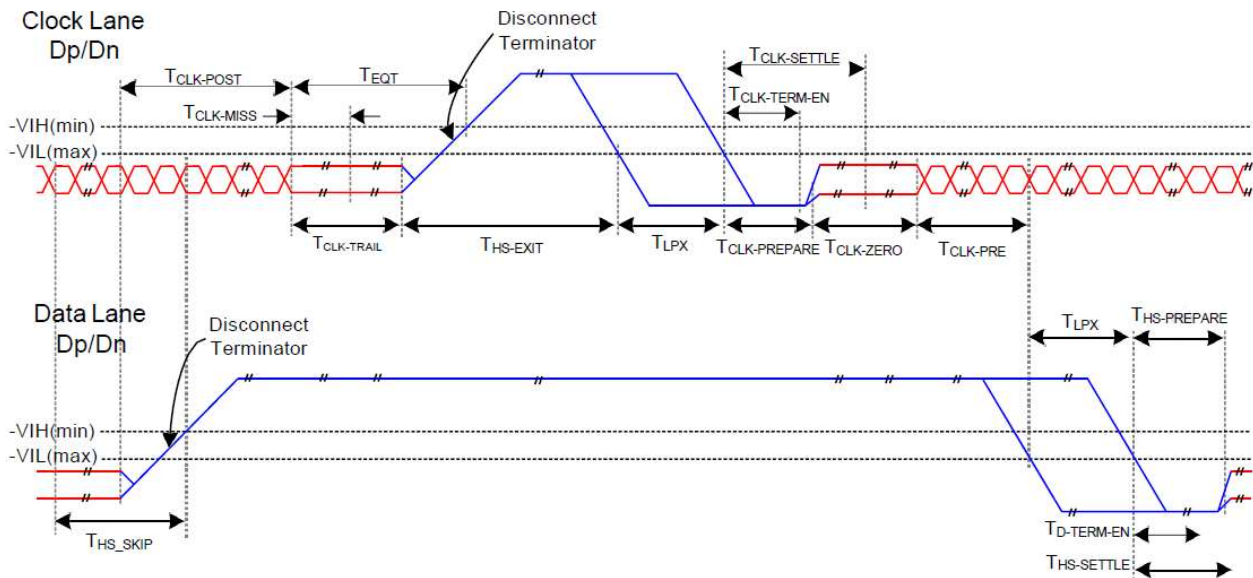 Clock Lane
Dp/Dn
Disconnect
Terminator
TCLK-POST
TEQT
TCLK-SETTLE
TCLK-MISS
TCLK-TERM-EN
-VIH(min)
-VIL(max)
TCLK-TRAIL
THS-EXIT
TLPX
TCLK-PREPARE
TCLK-ZERO
TCLK-PRE
Data Lane
Dp/Dn
Disconnect
Terminator
TLPX
THS-PREPARE
-VIH(min)
-VIL(max)
THS_SKIP
TD-TERM-EN
THS-SETTLE